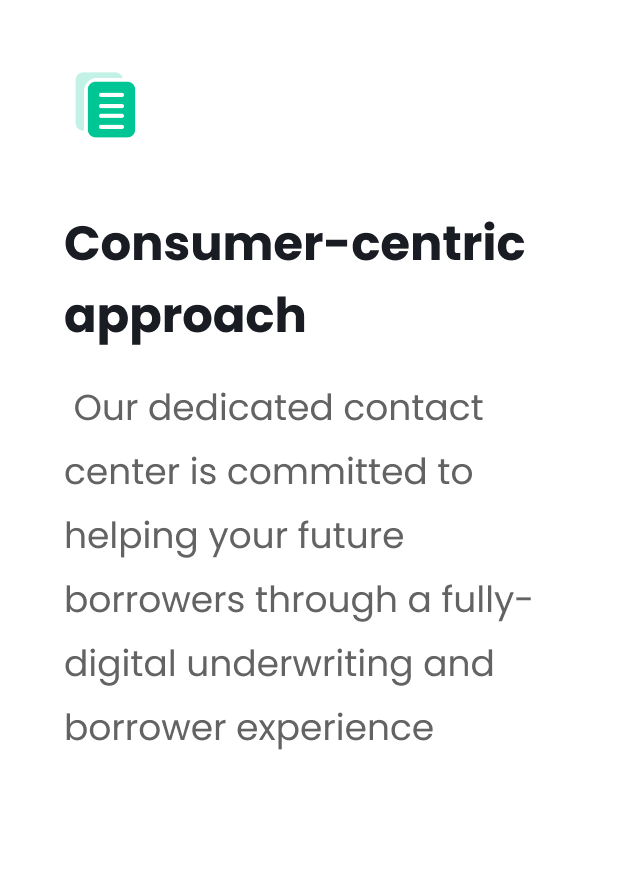 Consumer-centric
approach
Our dedicated contact
center is committed to
helping your future
borrowers through a fully-
digital underwriting and
borrower experience